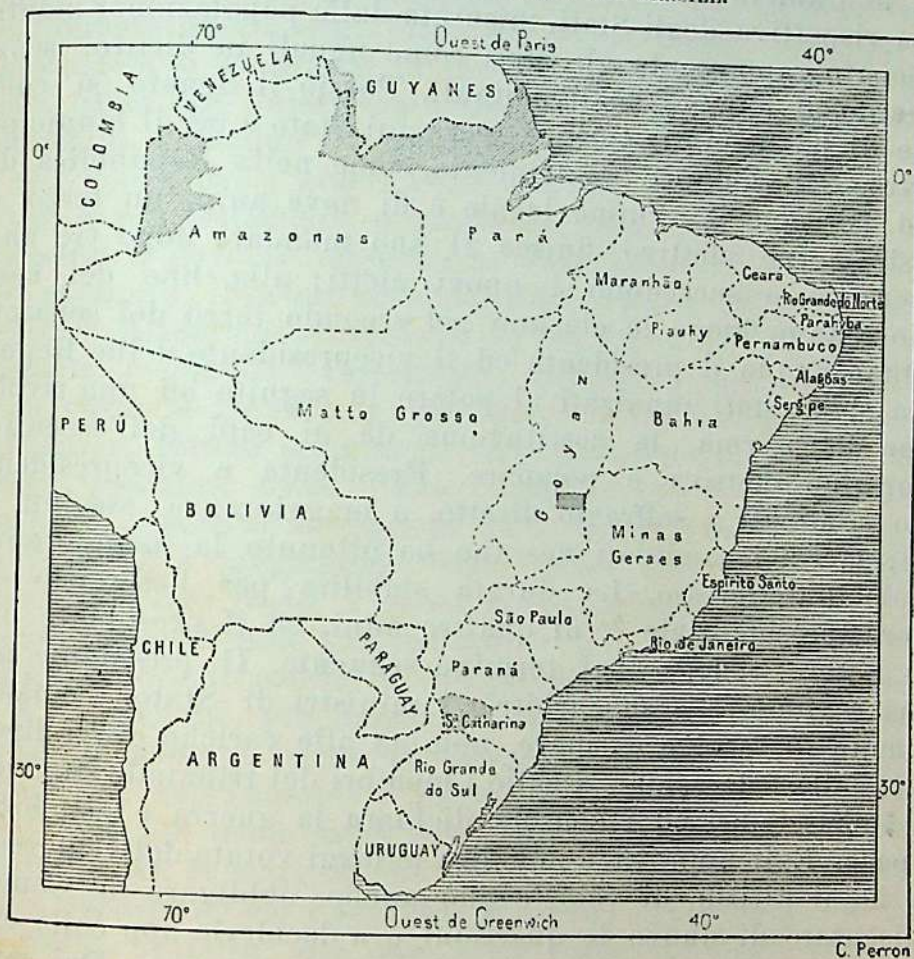 70°
Ouest de Paris
40°
COLOMBIA
VENEZUELA
GUYANES
0°
0°
Amazonas
Pará
Maranhão
Ceará
Rio Grande do Norte
Parahyba
Piauhy
Pernambuco
Alagôas
Sergipe
PERÚ
Matto Grosso
Goyaz
Bahia
BOLIVIA
Minas
Geraes
Espirito Santo
São Paulo
Rio de Janeiro
CHILE
PARAGUAY
Paraná
Sª Catharina
ARGENTINA
Rio Grande
do Sul
30°
30°
URUGUAY
70°
Ouest de Greenwich
40°
C. Perron